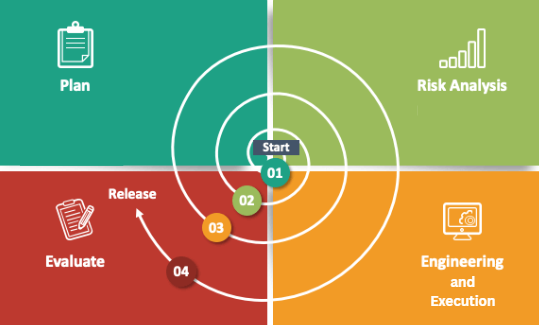 Plan
Risk Analysis
Start
01
02
03
04
Release
Evaluate
Engineering
and
Execution